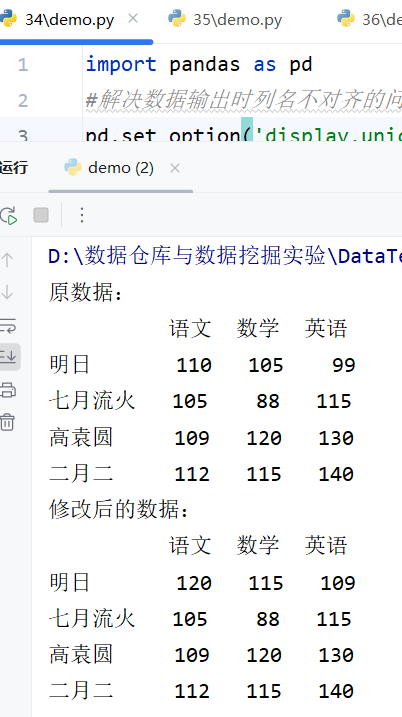 34\demo.py × 35\demo.py 36\de
1 import pandas as pd
2 #解决数据输出时列名不对齐的问
3 pd.set_option('display.unic
运行 demo (2) ×
D:\数据仓库与数据挖掘实验\DataTe
原数据：
语文 数学 英语
明日 110 105 99
七月流火 105 88 115
高袁圆 109 120 130
二月二 112 115 140
修改后的数据：
语文 数学 英语
明日 120 115 109
七月流火 105 88 115
高袁圆 109 120 130
二月二 112 115 140